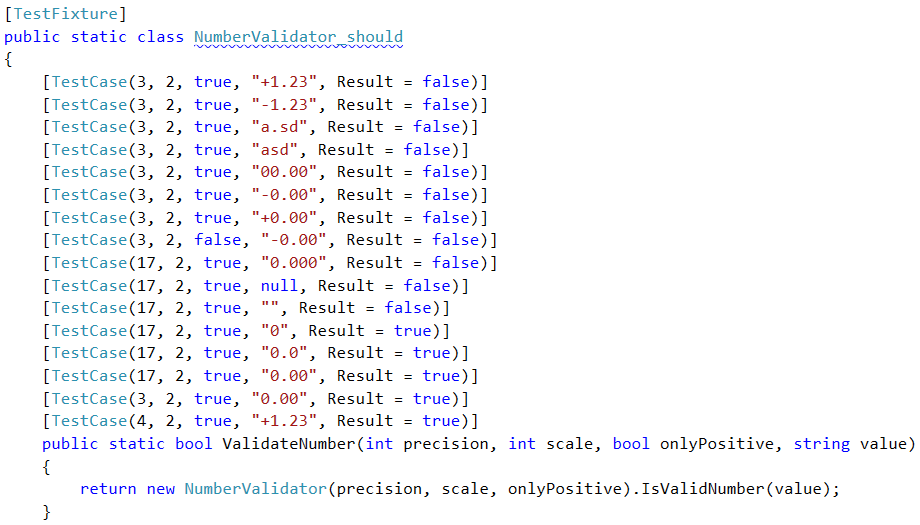 [TestFixture]
public static class NumberValidator_should
{
    [TestCase(3, 2, true, "+1.23", Result = false)]
    [TestCase(3, 2, true, "-1.23", Result = false)]
    [TestCase(3, 2, true, "a.sd", Result = false)]
    [TestCase(3, 2, true, "asd", Result = false)]
    [TestCase(3, 2, true, "00.00", Result = false)]
    [TestCase(3, 2, true, "-0.00", Result = false)]
    [TestCase(3, 2, true, "+0.00", Result = false)]
    [TestCase(3, 2, false, "-0.00", Result = false)]
    [TestCase(17, 2, true, "0.000", Result = false)]
    [TestCase(17, 2, true, null, Result = false)]
    [TestCase(17, 2, true, "", Result = false)]
    [TestCase(17, 2, true, "0", Result = true)]
    [TestCase(17, 2, true, "0.0", Result = true)]
    [TestCase(17, 2, true, "0.00", Result = true)]
    [TestCase(3, 2, true, "0.00", Result = true)]
    [TestCase(4, 2, true, "+1.23", Result = true)]
    public static bool ValidateNumber(int precision, int scale, bool onlyPositive, string value)
    {
        return new NumberValidator(precision, scale, onlyPositive).IsValidNumber(value);
    }